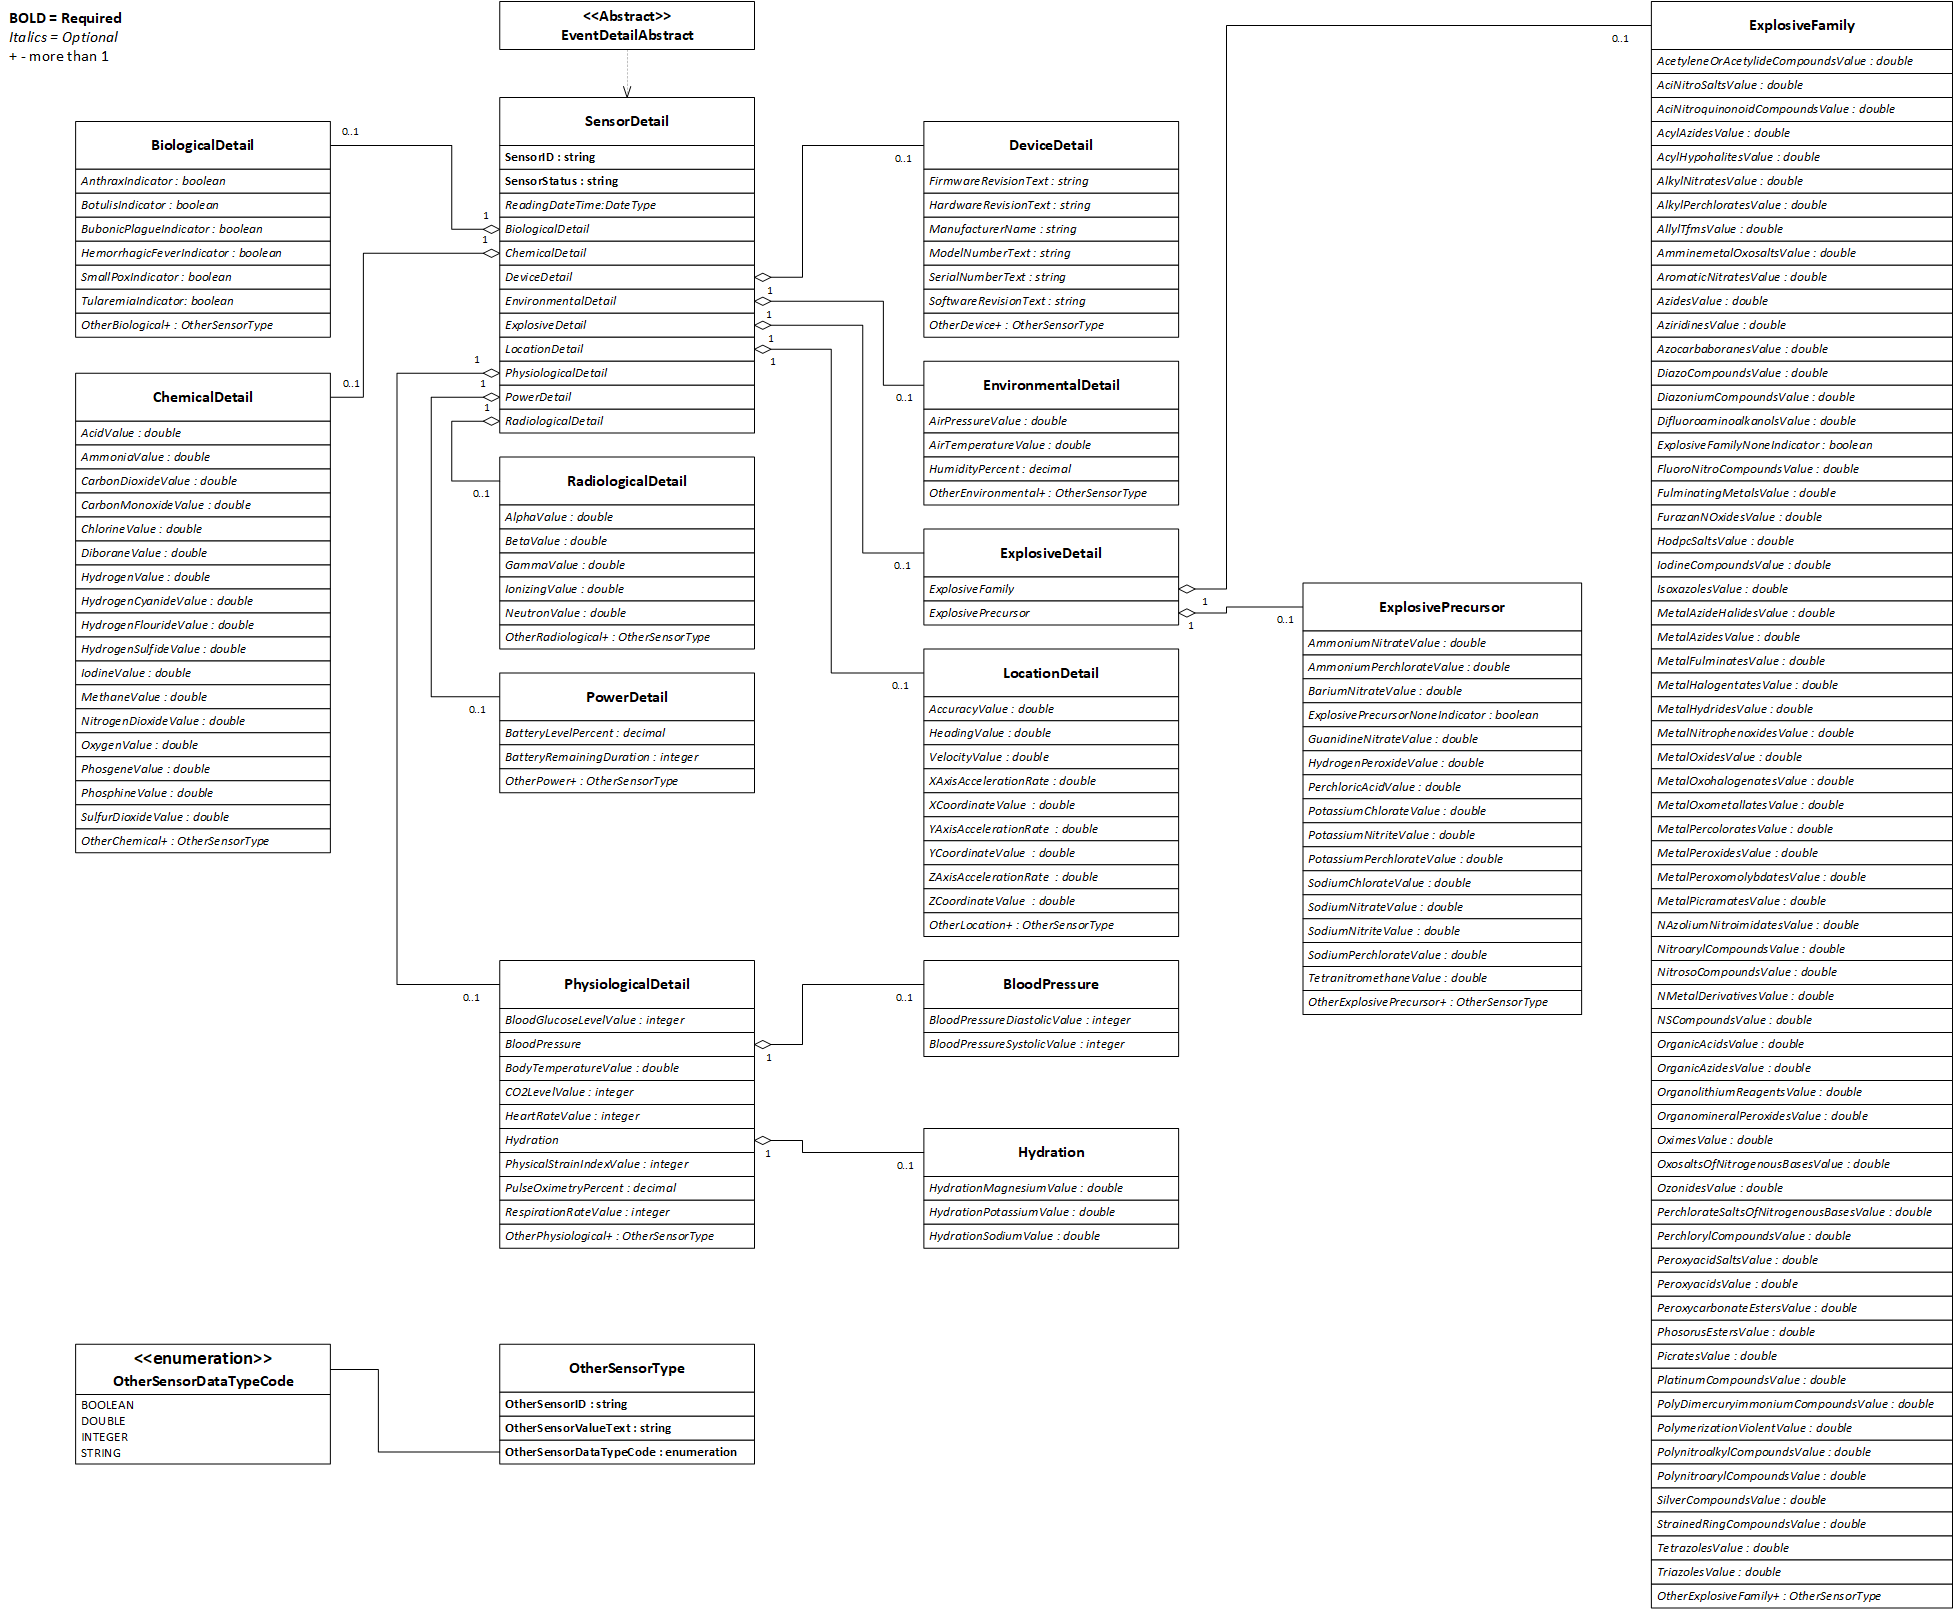 BOLD = Required
Italics = Optional
+ - more than 1
<<Abstract>>
EventDetailAbstract
SensorDetail
SensorID : string
SensorStatus : string
ReadingDateTime:DateType
BiologicalDetail
ChemicalDetail
DeviceDetail
EnvironmentalDetail
ExplosiveDetail
LocationDetail
PhysiologicalDetail
PowerDetail
RadiologicalDetail
1
1
1
1
1
1
1
1
1
BiologicalDetail
0..1
AnthraxIndicator : boolean
BotulisIndicator : boolean
BubonicPlagueIndicator : boolean
HemorrhagicFeverIndicator : boolean
SmallPoxIndicator : boolean
TularemiaIndicator: boolean
OtherBiological+ : OtherSensorType
ChemicalDetail
0..1
AcidValue : double
AmmoniaValue : double
CarbonDioxideValue : double
CarbonMonoxideValue : double
ChlorineValue : double
DiboraneValue : double
HydrogenValue : double
HydrogenCyanideValue : double
HydrogenFlourideValue : double
HydrogenSulfideValue : double
IodineValue : double
MethaneValue : double
NitrogenDioxideValue : double
OxygenValue : double
PhosgeneValue : double
PhosphineValue : double
SulfurDioxideValue : double
OtherChemical+ : OtherSensorType
RadiologicalDetail
0..1
AlphaValue : double
BetaValue : double
GammaValue : double
IonizingValue : double
NeutronValue : double
OtherRadiological+ : OtherSensorType
PowerDetail
0..1
BatteryLevelPercent : decimal
BatteryRemainingDuration : integer
OtherPower+ : OtherSensorType
PhysiologicalDetail
0..1
BloodGlucoseLevelValue : integer
BloodPressure
BodyTemperatureValue : double
CO2LevelValue : integer
HeartRateValue : integer
Hydration
PhysicalStrainIndexValue : integer
PulseOximetryPercent : decimal
RespirationRateValue : integer
OtherPhysiological+ : OtherSensorType
1
1
DeviceDetail
0..1
FirmwareRevisionText : string
HardwareRevisionText : string
ManufacturerName : string
ModelNumberText : string
SerialNumberText : string
SoftwareRevisionText : string
OtherDevice+ : OtherSensorType
EnvironmentalDetail
0..1
AirPressureValue : double
AirTemperatureValue : double
HumidityPercent : decimal
OtherEnvironmental+ : OtherSensorType
ExplosiveDetail
0..1
ExplosiveFamily
ExplosivePrecursor
1
1
LocationDetail
0..1
AccuracyValue : double
HeadingValue : double
VelocityValue : double
XAxisAccelerationRate : double
XCoordinateValue : double
YAxisAccelerationRate : double
YCoordinateValue : double
ZAxisAccelerationRate : double
ZCoordinateValue : double
OtherLocation+ : OtherSensorType
BloodPressure
0..1
BloodPressureDiastolicValue : integer
BloodPressureSystolicValue : integer
Hydration
0..1
HydrationMagnesiumValue : double
HydrationPotassiumValue : double
HydrationSodiumValue : double
ExplosivePrecursor
0..1
AmmoniumNitrateValue : double
AmmoniumPerchlorateValue : double
BariumNitrateValue : double
ExplosivePrecursorNoneIndicator : boolean
GuanidineNitrateValue : double
HydrogenPeroxideValue : double
PerchloricAcidValue : double
PotassiumChlorateValue : double
PotassiumNitriteValue : double
PotassiumPerchlorateValue : double
SodiumChlorateValue : double
SodiumNitrateValue : double
SodiumNitriteValue : double
SodiumPerchlorateValue : double
TetranitromethaneValue : double
OtherExplosivePrecursor+ : OtherSensorType
ExplosiveFamily
0..1
AcetyleneOrAcetylideCompoundsValue : double
AciNitroSaltsValue : double
AciNitroquinonoidCompoundsValue : double
AcylAzidesValue : double
AcylHypohalitesValue : double
AlkylNitratesValue : double
AlkylPerchloratesValue : double
AllylTfmsValue : double
AmminemetalOxosaltsValue : double
AromaticNitratesValue : double
AzidesValue : double
AziridinesValue : double
AzocarbaboranesValue : double
DiazoCompoundsValue : double
DiazoniumCompoundsValue : double
DifluoroaminoalkanolsValue : double
ExplosiveFamilyNoneIndicator : boolean
FluoroNitroCompoundsValue : double
FulminatingMetalsValue : double
FurazanNOxidesValue : double
HodpcSaltsValue : double
IodineCompoundsValue : double
IsoxazolesValue : double
MetalAzideHalidesValue : double
MetalAzidesValue : double
MetalFulminatesValue : double
MetalHalogentatesValue : double
MetalHydridesValue : double
MetalNitrophenoxidesValue : double
MetalOxidesValue : double
MetalOxohalogenatesValue : double
MetalOxometallatesValue : double
MetalPercoloratesValue : double
MetalPeroxidesValue : double
MetalPeroxomolybdatesValue : double
MetalPicramatesValue : double
NAzoliumNitroimidatesValue : double
NitroarylCompoundsValue : double
NitrosoCompoundsValue : double
NMetalDerivativesValue : double
NSCompoundsValue : double
OrganicAcidsValue : double
OrganicAzidesValue : double
OrganolithiumReagentsValue : double
OrganomineralPeroxidesValue : double
OximesValue : double
OxosaltsOfNitrogenousBasesValue : double
OzonidesValue : double
PerchlorateSaltsOfNitrogenousBasesValue : double
PerchlorylCompoundsValue : double
PeroxyacidSaltsValue : double
PeroxyacidsValue : double
PeroxycarbonateEstersValue : double
PhosorusEstersValue : double
PicratesValue : double
PlatinumCompoundsValue : double
PolyDimercuryimmoniumCompoundsValue : double
PolymerizationViolentValue : double
PolynitroalkylCompoundsValue : double
PolynitroarylCompoundsValue : double
SilverCompoundsValue : double
StrainedRingCompoundsValue : double
TetrazolesValue : double
TriazolesValue : double
OtherExplosiveFamily+ : OtherSensorType
<<enumeration>>
OtherSensorDataTypeCode
BOOLEAN
DOUBLE
INTEGER
STRING
OtherSensorType
OtherSensorID : string
OtherSensorValueText : string
OtherSensorDataTypeCode : enumeration